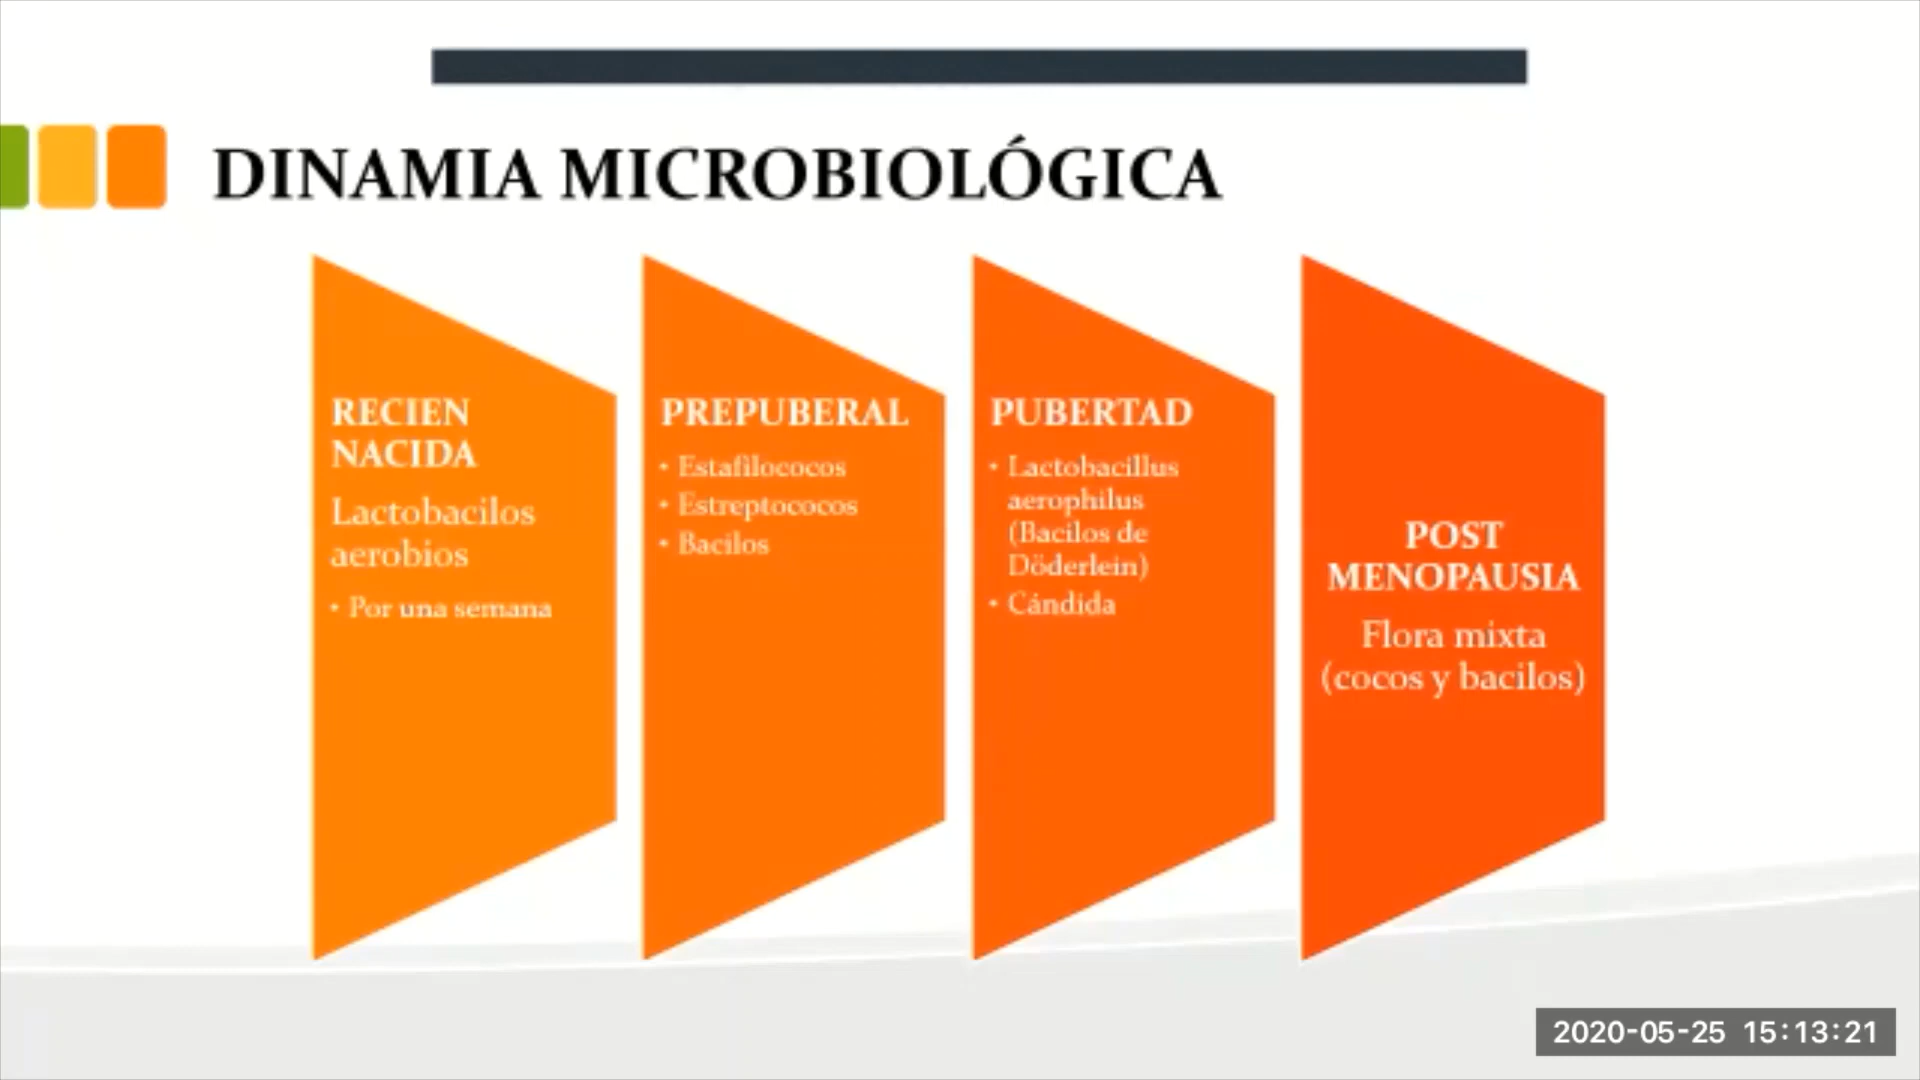 DINAMIA MICROBIOLÓGICA
RECIEN
NACIDA
Lactobacilos
aerobios
• Por una semana
PREPUBERAL
• Estafilococos
• Estreptococos
• Bacilos
PUBERTAD
• Lactobacillus
aerophilus
(Bacilos de
Döderlein)
• Cándida
POST
MENOPAUSIA
Flora mixta
(cocos y bacilos)
2020-05-25 15:13:21